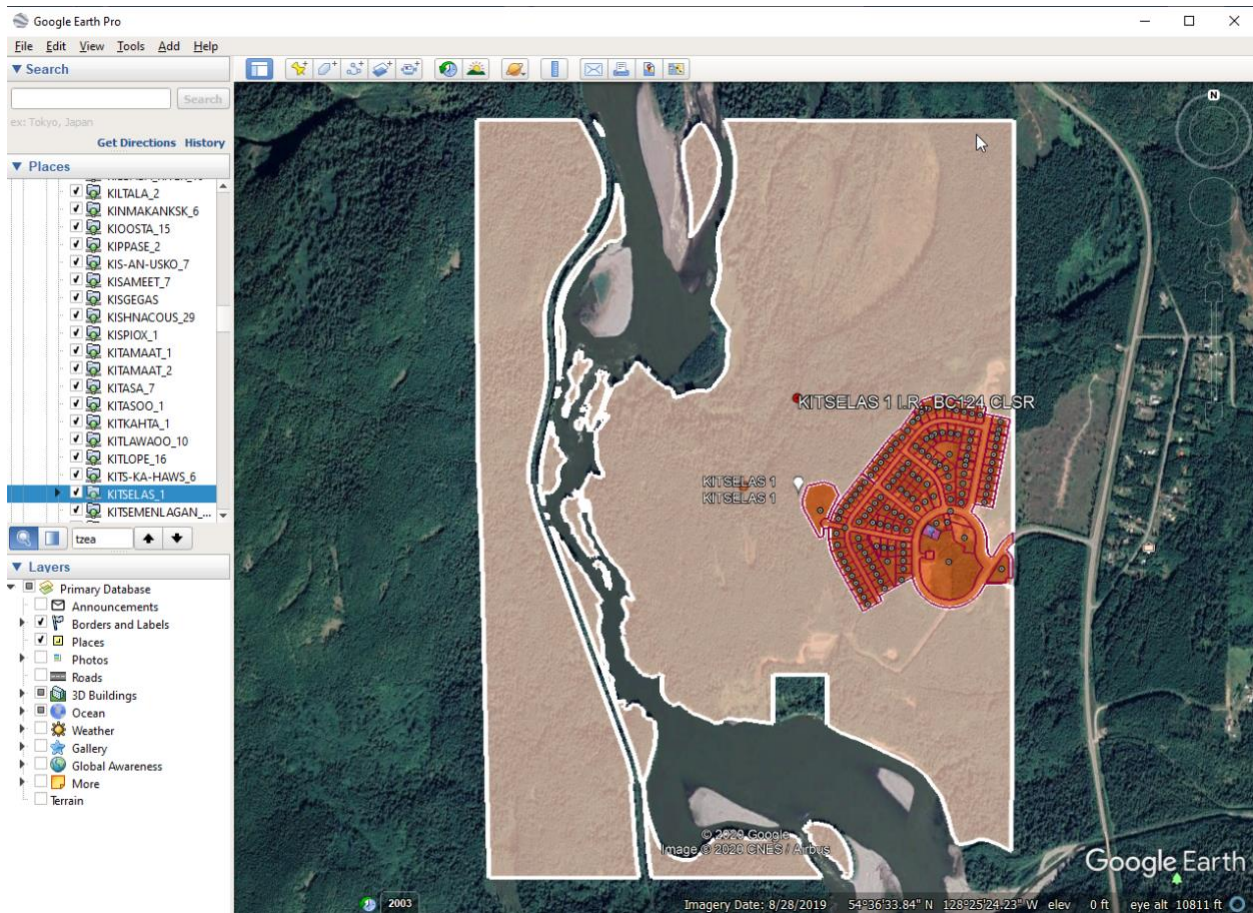 Google Earth Pro
File Edit View Tools Add Help
Search
Search
ex: Tokyo, Japan
Get Directions History
Places
KILTALA_2
KINMAKANKSK_6
KIOOSTA_15
KIPPASE_2
KIS-AN-USKO_7
KISAMEET_7
KISGEGAS
KISHNACOUS_29
KISPIOX_1
KITAMAAT_1
KITAMAAT_2
KITASA_7
KITASOO_1
KITKAHTA_1
KITLAWAOO_10
KITLOPE_16
KITS-KA-HAWS_6
KITSELAS_1
KITSEMENLAGAN_...
tzea
Layers
Primary Database
Announcements
Borders and Labels
Places
Photos
Roads
3D Buildings
Ocean
Weather
Gallery
Global Awareness
More
Terrain
N
KITSELAS 1 I.R. BC124 CLSR
KITSELAS 1
KITSELAS 1
© 2020 Google
Image © 2020 CNES / Airbus
Google Earth
2003
Imagery Date: 8/28/2019 54°36'33.84" N 128°25'24.23" W elev 0 ft eye alt 10811 ft